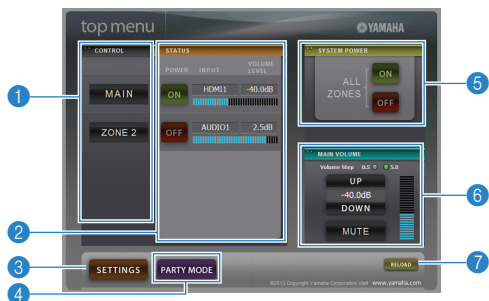 top menu
YAMAHA
CONTROL
STATUS
SYSTEM POWER
POWER INPUT VOLUME LEVEL
MAIN
ON HDMI1 -40.0dB
ZONE 2
OFF AUDIO1 2.5dB
ALL ZONES
ON
OFF
MAIN VOLUME
Volume Step 0.5 5.0
UP
-40.0dB
DOWN
MUTE
SETTINGS
PARTY MODE
RELOAD
©2013 Copyright Yamaha Corporation Visit www.yamaha.com
1
2
3
4
5
6
7